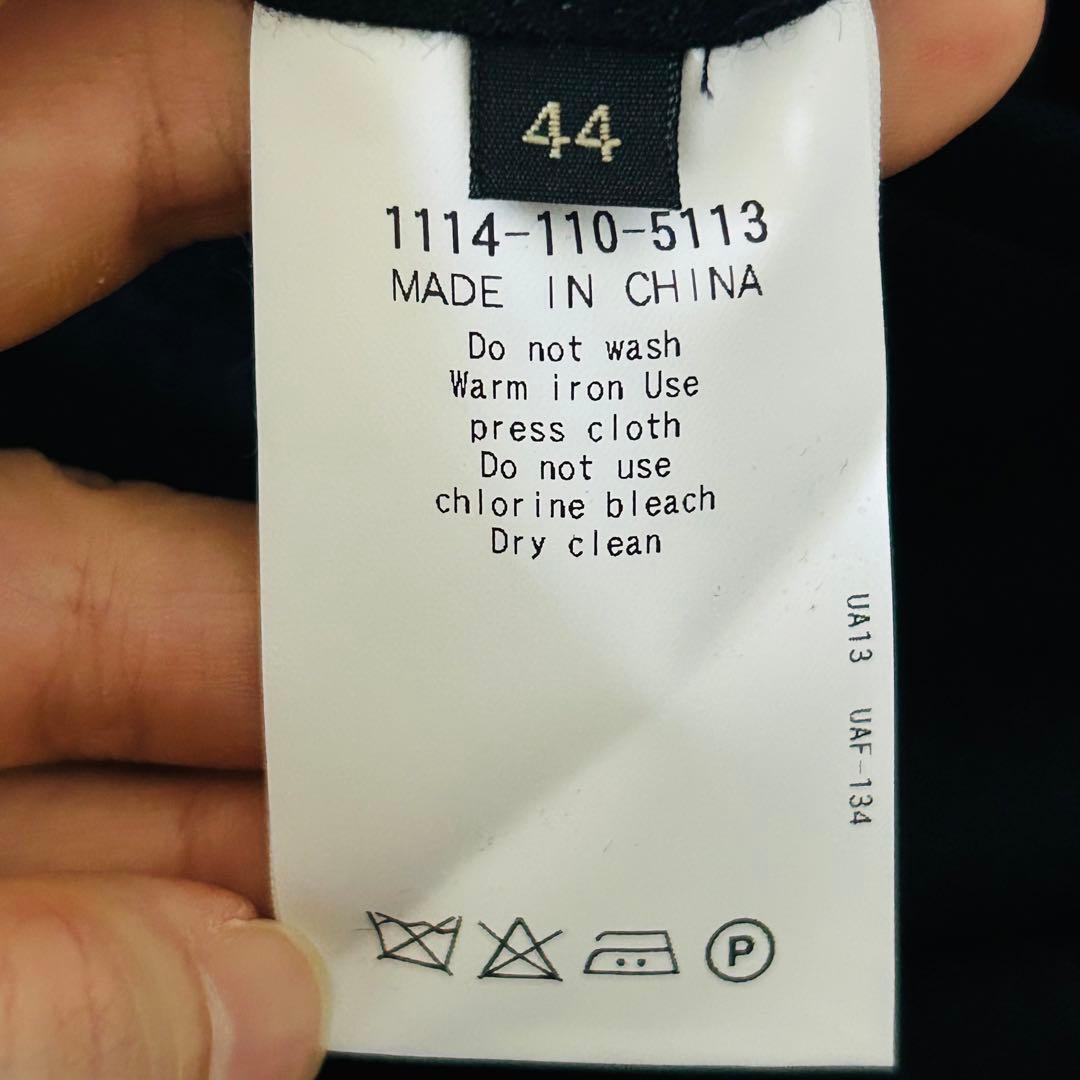 44
1114-110-5113
MADE IN CHINA
Do not wash
Warm iron Use
press cloth
Do not use
chlorine bleach
Dry clean
UA13 UAF-134
P